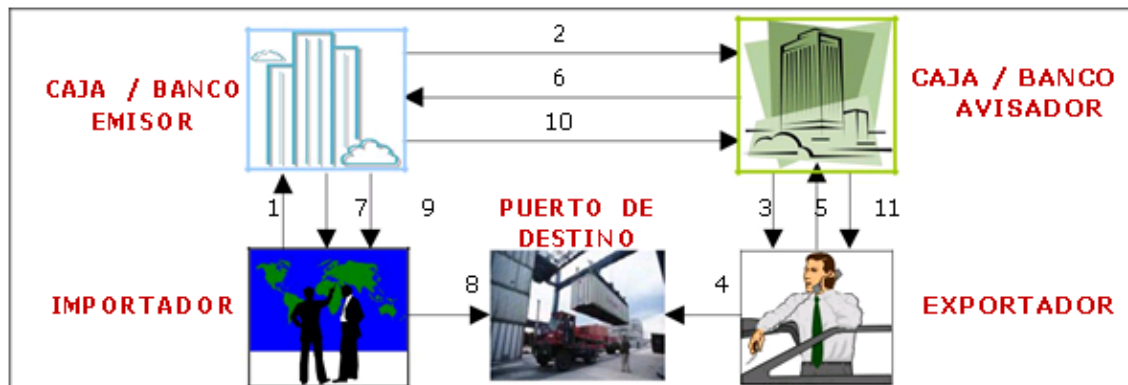 2
CAJA / BANCO
EMISOR
6
CAJA / BANCO
AVISADOR
10
1
7
9
PUERTO DE
DESTINO
3
5
11
IMPORTADOR
8
4
EXPORTADOR